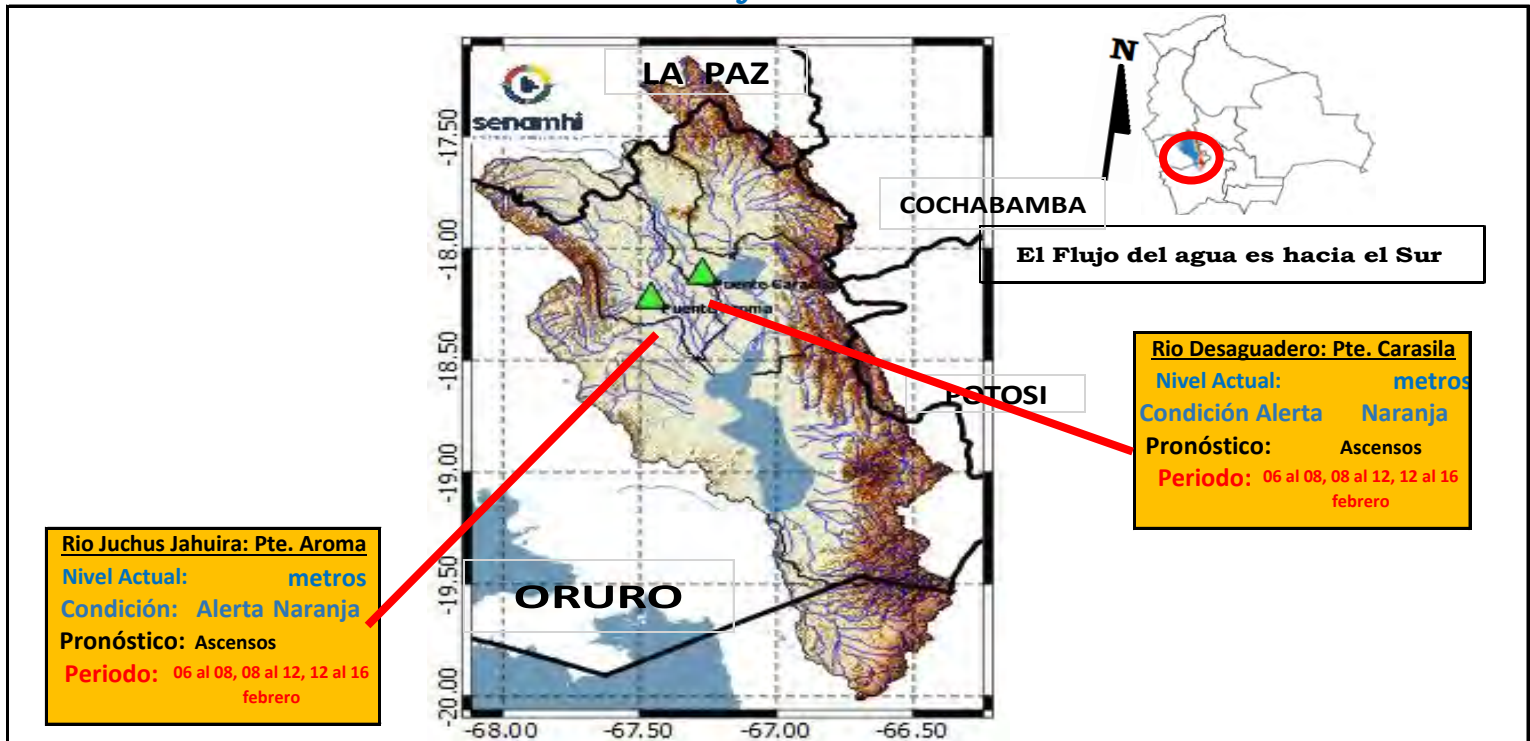 LA PAZ
senamhi
N
COCHABAMBA
El Flujo del agua es hacia el Sur
POTOSI
ORURO
Puente Aroma
-17.50
-18.00
-18.50
-19.00
-19.50
-20.00
-68.00 -67.50 -67.00 -66.50
Rio Desaguadero: Pte. Carasila
Nivel Actual: metros
Condición Alerta Naranja
Pronóstico: Ascensos
Periodo: 06 al 08, 08 al 12, 12 al 16
febrero
Rio Juchus Jahuira: Pte. Aroma
Nivel Actual: metros
Condición: Alerta Naranja
Pronóstico: Ascensos
Periodo: 06 al 08, 08 al 12, 12 al 16
febrero